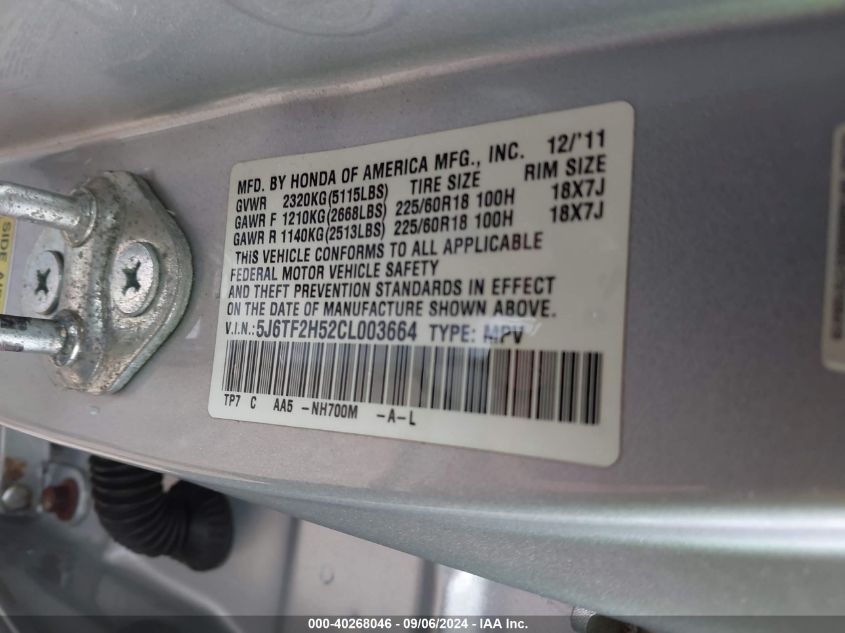 MFD. BY HONDA OF AMERICA MFG., INC. 12/'11
GVWR 2320KG(5115LBS) TIRE SIZE RIM SIZE
GAWR F 1210KG(2668LBS) 225/60R18 100H 18X7J
GAWR R 1140KG(2513LBS) 225/60R18 100H 18X7J
THIS VEHICLE CONFORMS TO ALL APPLICABLE
FEDERAL MOTOR VEHICLE SAFETY
AND THEFT PREVENTION STANDARDS IN EFFECT
ON THE DATE OF MANUFACTURE SHOWN ABOVE.
V.I.N.:5J6TF2H52CL003664 TYPE: MPV
TP7 C AA5 -NH700M -A-L
SIDE
000-40268046 - 09/06/2024 - IAA Inc.